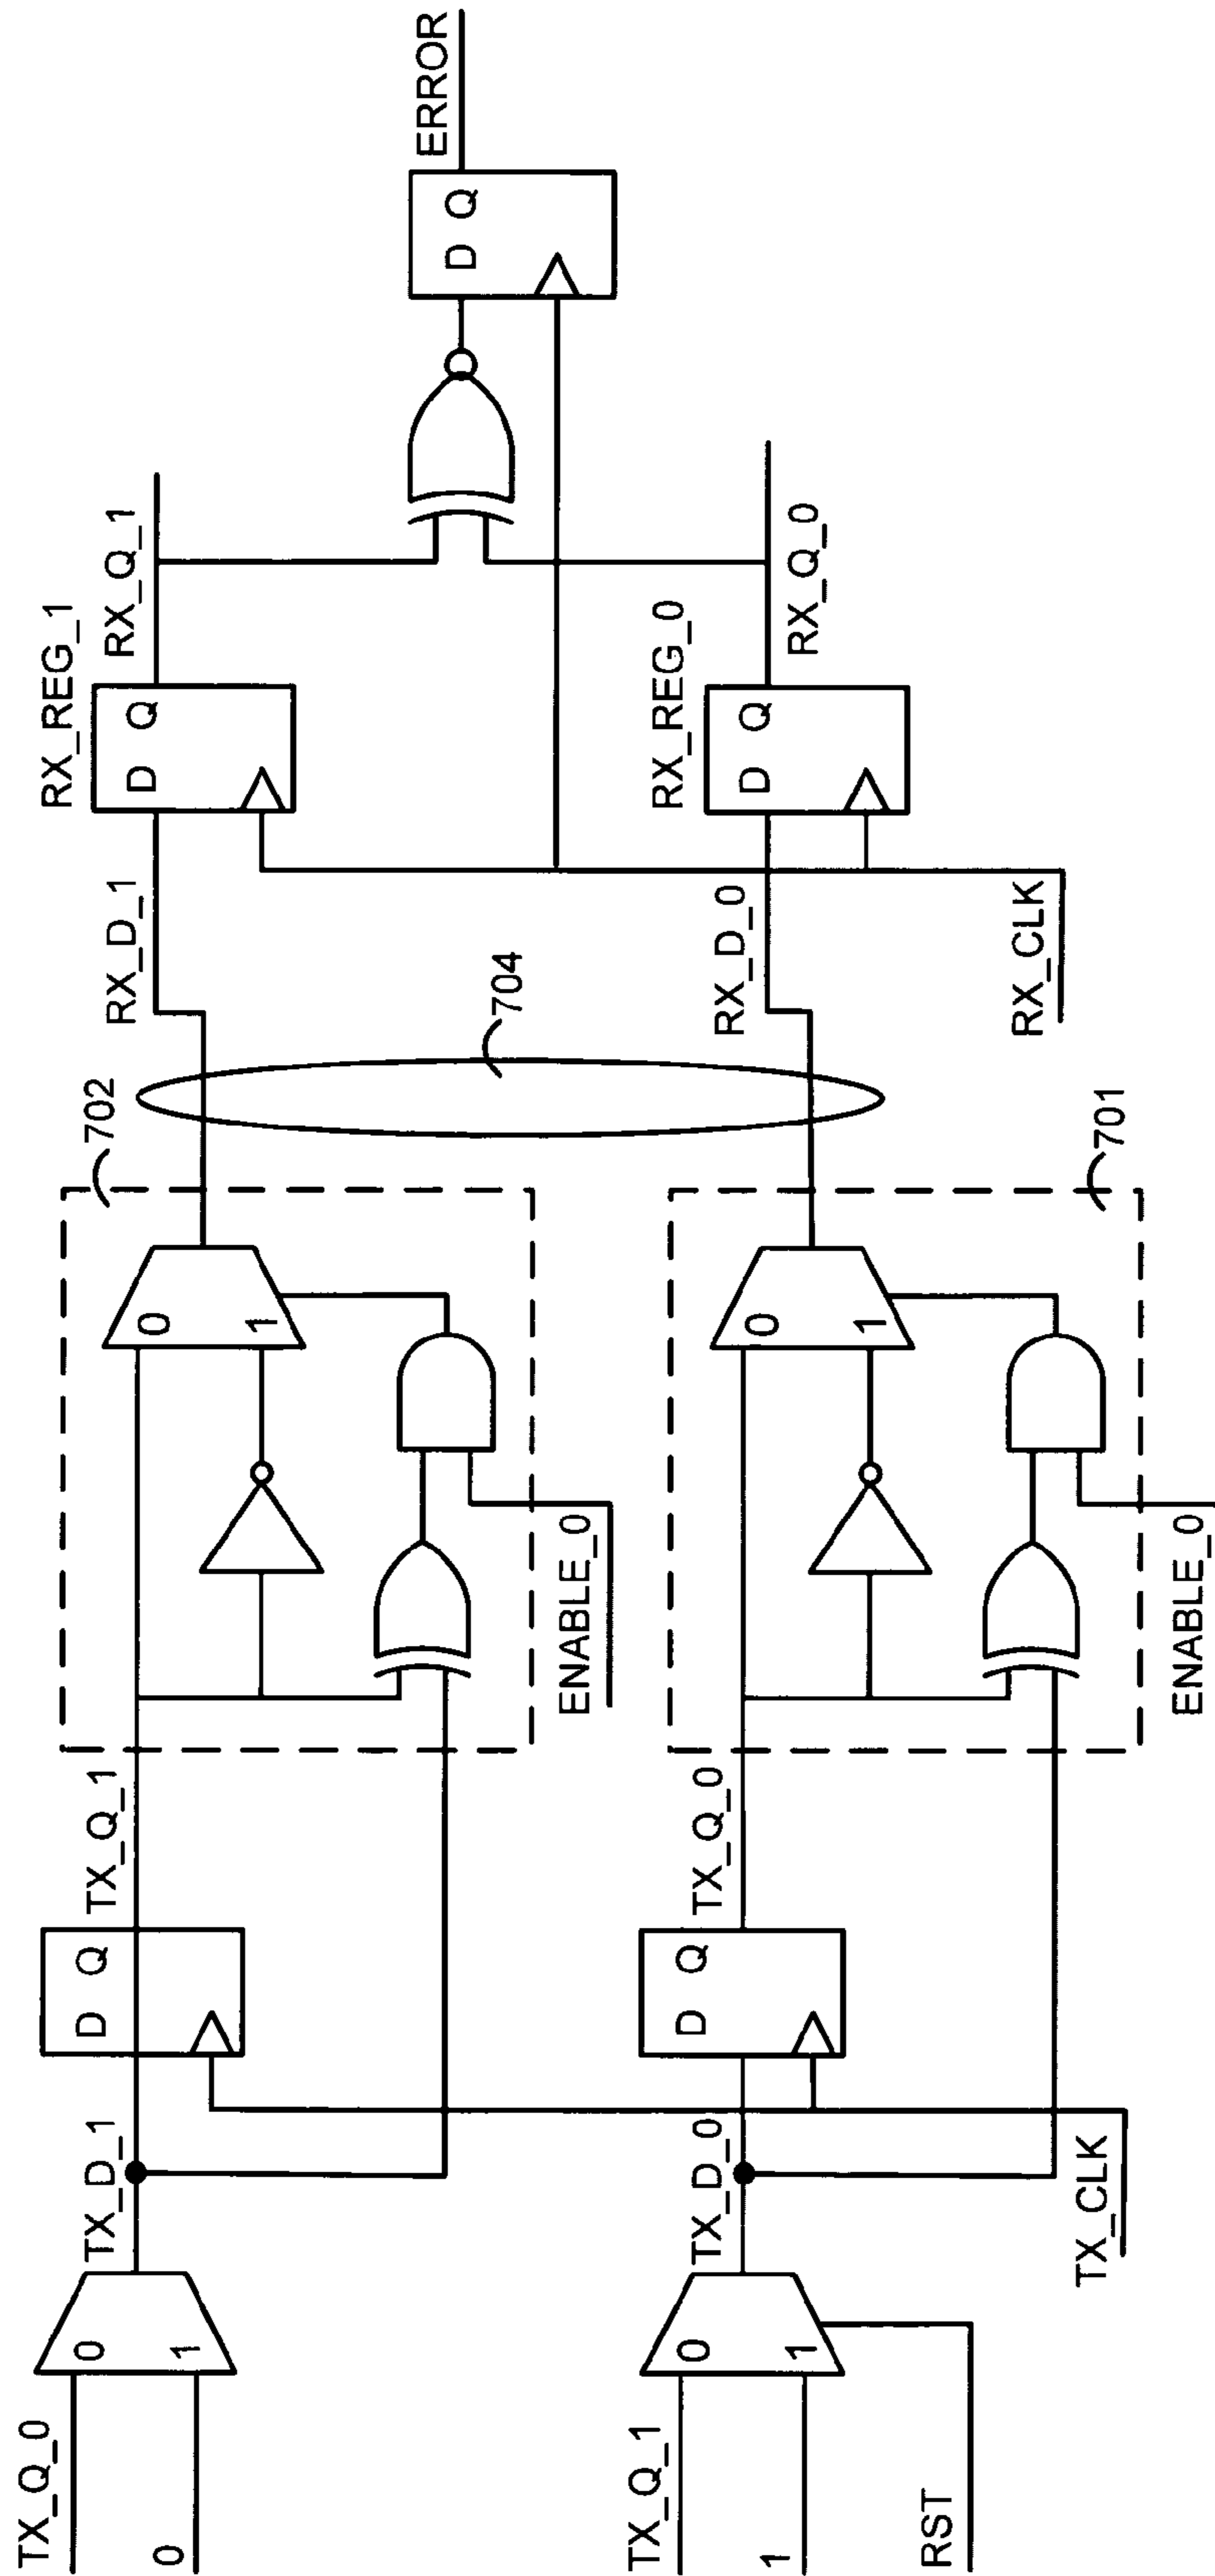 TX_Q_0
0
0
1
TX_D_1
D Q
TX_Q_1
702
0
1
ENABLE_0
RX_D_1
RX_REG_1
D Q
RX_Q_1
D Q
ERROR
704
TX_Q_1
1
RST
0
1
TX_D_0
TX_CLK
D Q
TX_Q_0
701
0
1
ENABLE_0
RX_D_0
RX_CLK
RX_REG_0
D Q
RX_Q_0